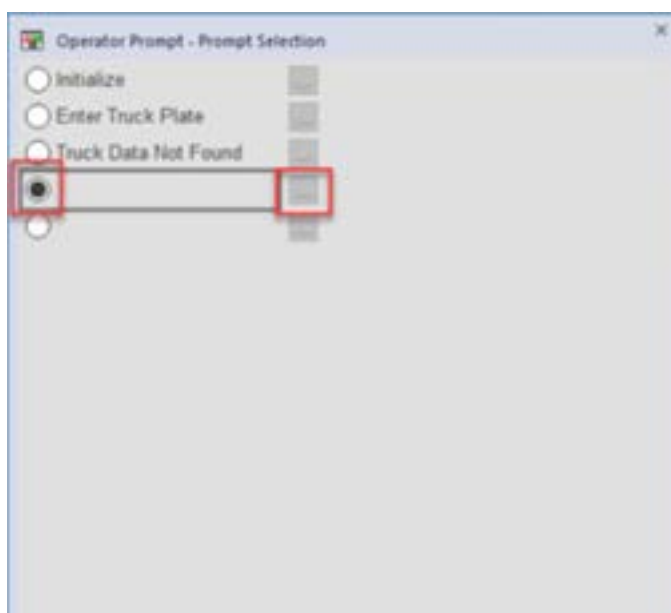 Operator Prompt - Prompt Selection
Initialize
...
Enter Truck Plate
...
Truck Data Not Found
...
...
...